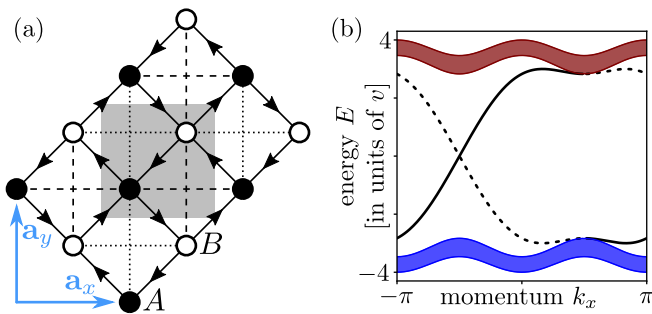 (a)
a_y
a_x
A
B
(b)
energy E
[in units of v]
4
−4
−π
momentum k_x
π